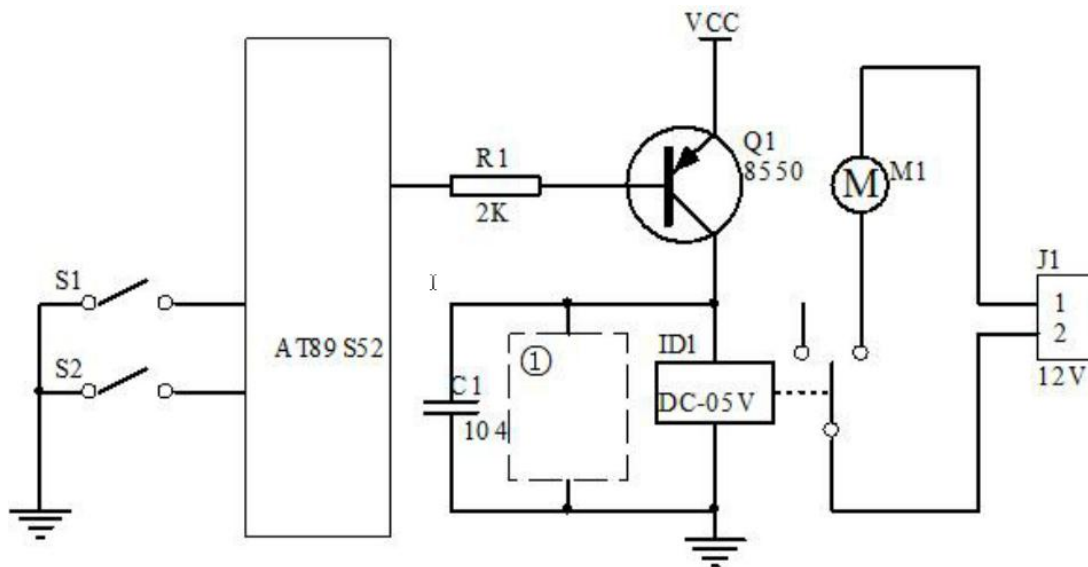 VCC
Q1
8550
R1
2K
M
M1
J1
1
2
12V
S1
S2
AT89S52
①
C1
104
ID1
DC-05V